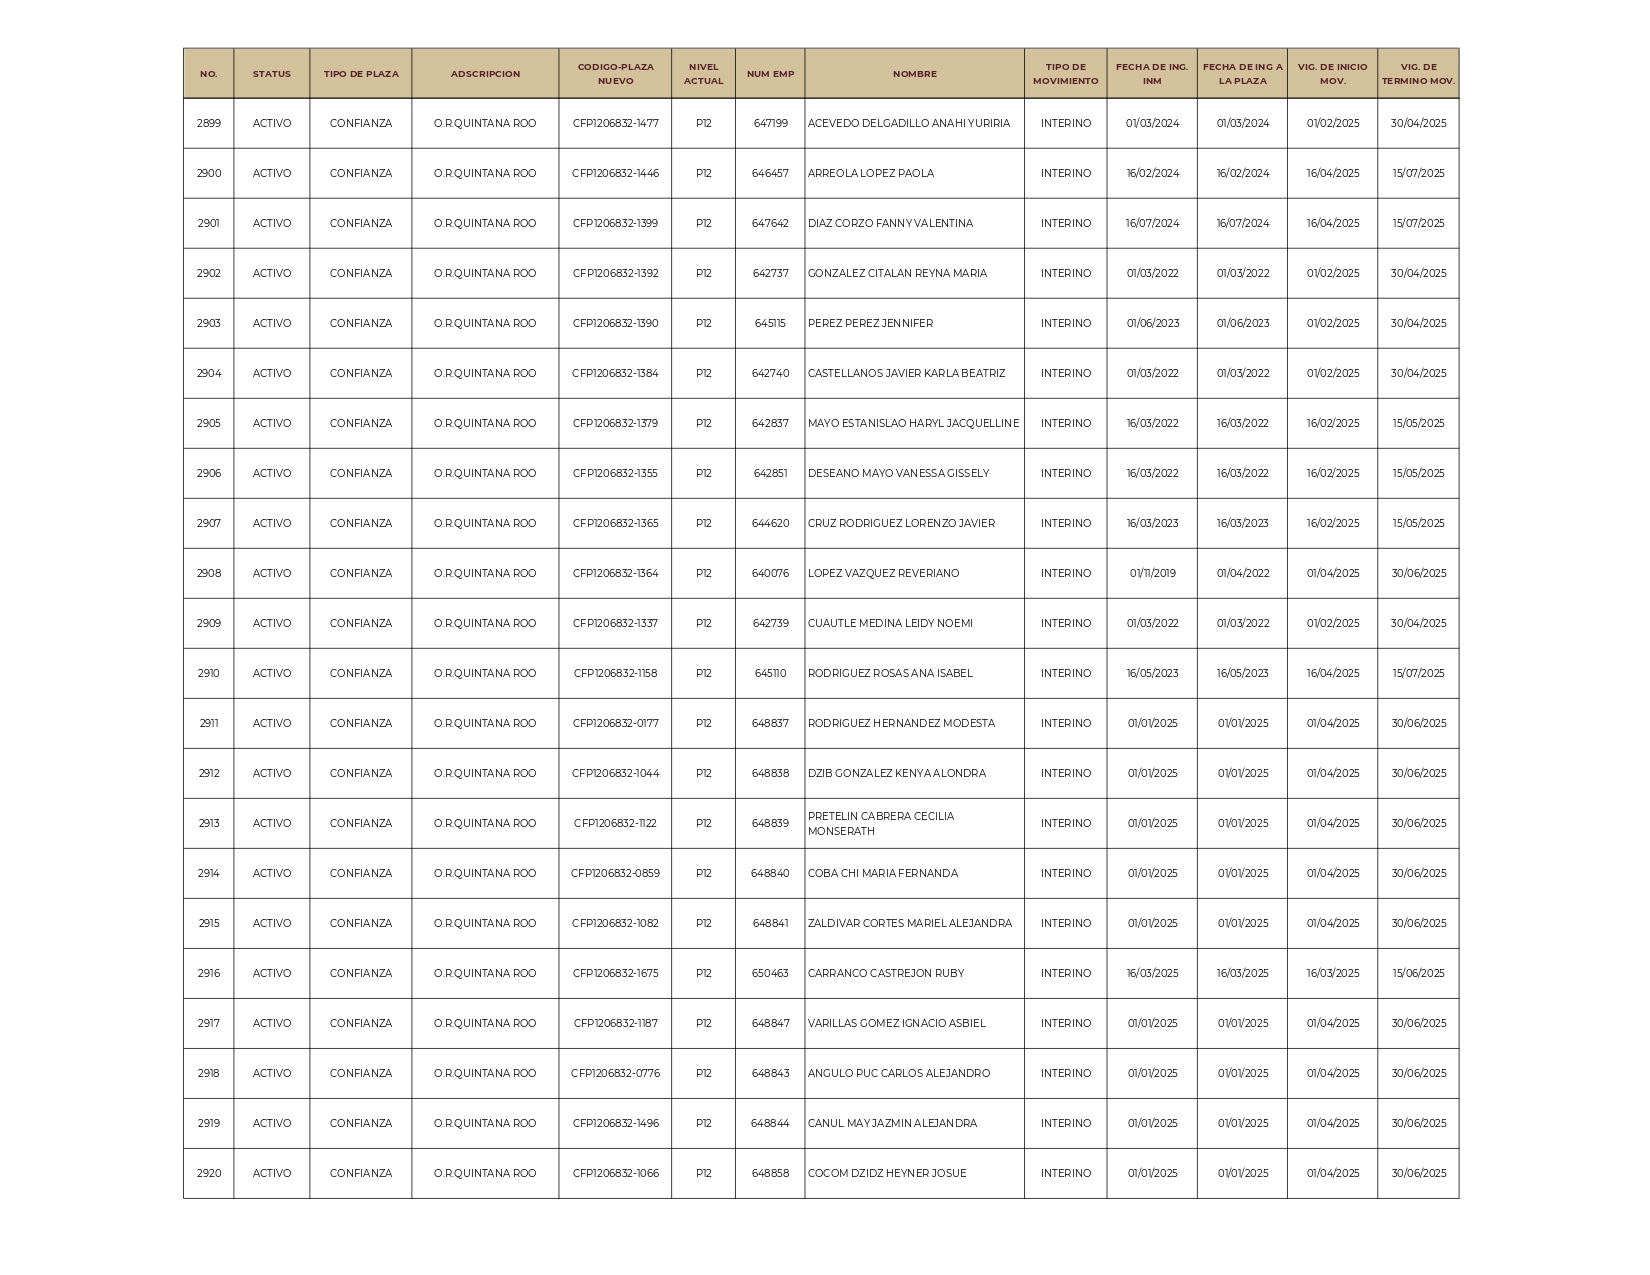 NO. STATUS TIPO DE PLAZA ADSCRIPCION CODIGO-PLAZA NUEVO NIVEL ACTUAL NUM EMP NOMBRE TIPO DE MOVIMIENTO FECHA DE ING. INM FECHA DE ING A LA PLAZA VIG. DE INICIO MOV. VIG. DE TERMINO MOV.
2899 ACTIVO CONFIANZA O.R.QUINTANA ROO CFP1206832-1477 P12 647199 ACEVEDO DELGADILLO ANAHI YURIRIA INTERINO 01/03/2024 01/03/2024 01/02/2025 30/04/2025
2900 ACTIVO CONFIANZA O.R.QUINTANA ROO CFP1206832-1446 P12 646457 ARREOLA LOPEZ PAOLA INTERINO 16/02/2024 16/02/2024 16/04/2025 15/07/2025
2901 ACTIVO CONFIANZA O.R.QUINTANA ROO CFP1206832-1399 P12 647642 DIAZ CORZO FANNY VALENTINA INTERINO 16/07/2024 16/07/2024 16/04/2025 15/07/2025
2902 ACTIVO CONFIANZA O.R.QUINTANA ROO CFP1206832-1392 P12 642737 GONZALEZ CITALAN REYNA MARIA INTERINO 01/03/2022 01/03/2022 01/02/2025 30/04/2025
2903 ACTIVO CONFIANZA O.R.QUINTANA ROO CFP1206832-1390 P12 645115 PEREZ PEREZ JENNIFER INTERINO 01/06/2023 01/06/2023 01/02/2025 30/04/2025
2904 ACTIVO CONFIANZA O.R.QUINTANA ROO CFP1206832-1384 P12 642740 CASTELLANOS JAVIER KARLA BEATRIZ INTERINO 01/03/2022 01/03/2022 01/02/2025 30/04/2025
2905 ACTIVO CONFIANZA O.R.QUINTANA ROO CFP1206832-1379 P12 642837 MAYO ESTANISLAO HARYL JACQUELLINE INTERINO 16/03/2022 16/03/2022 16/02/2025 15/05/2025
2906 ACTIVO CONFIANZA O.R.QUINTANA ROO CFP1206832-1355 P12 642851 DESEANO MAYO VANESSA GISSELY INTERINO 16/03/2022 16/03/2022 16/02/2025 15/05/2025
2907 ACTIVO CONFIANZA O.R.QUINTANA ROO CFP1206832-1365 P12 644620 CRUZ RODRIGUEZ LORENZO JAVIER INTERINO 16/03/2023 16/03/2023 16/02/2025 15/05/2025
2908 ACTIVO CONFIANZA O.R.QUINTANA ROO CFP1206832-1364 P12 640076 LOPEZ VAZQUEZ REVERIANO INTERINO 01/11/2019 01/04/2022 01/04/2025 30/06/2025
2909 ACTIVO CONFIANZA O.R.QUINTANA ROO CFP1206832-1337 P12 642739 CUAUTLE MEDINA LEIDY NOEMI INTERINO 01/03/2022 01/03/2022 01/02/2025 30/04/2025
2910 ACTIVO CONFIANZA O.R.QUINTANA ROO CFP1206832-1158 P12 645110 RODRIGUEZ ROSAS ANA ISABEL INTERINO 16/05/2023 16/05/2023 16/04/2025 15/07/2025
2911 ACTIVO CONFIANZA O.R.QUINTANA ROO CFP1206832-0177 P12 648837 RODRIGUEZ HERNANDEZ MODESTA INTERINO 01/01/2025 01/01/2025 01/04/2025 30/06/2025
2912 ACTIVO CONFIANZA O.R.QUINTANA ROO CFP1206832-1044 P12 648838 DZIB GONZALEZ KENYA ALONDRA INTERINO 01/01/2025 01/01/2025 01/04/2025 30/06/2025
2913 ACTIVO CONFIANZA O.R.QUINTANA ROO CFP1206832-1122 P12 648839 PRETELIN CABRERA CECILIA MONSERATH INTERINO 01/01/2025 01/01/2025 01/04/2025 30/06/2025
2914 ACTIVO CONFIANZA O.R.QUINTANA ROO CFP1206832-0859 P12 648840 COBA CHI MARIA FERNANDA INTERINO 01/01/2025 01/01/2025 01/04/2025 30/06/2025
2915 ACTIVO CONFIANZA O.R.QUINTANA ROO CFP1206832-1082 P12 648841 ZALDIVAR CORTES MARIEL ALEJANDRA INTERINO 01/01/2025 01/01/2025 01/04/2025 30/06/2025
2916 ACTIVO CONFIANZA O.R.QUINTANA ROO CFP1206832-1675 P12 650463 CARRANCO CASTREJON RUBY INTERINO 16/03/2025 16/03/2025 16/03/2025 15/06/2025
2917 ACTIVO CONFIANZA O.R.QUINTANA ROO CFP1206832-1187 P12 648847 VARILLAS GOMEZ IGNACIO ASBIEL INTERINO 01/01/2025 01/01/2025 01/04/2025 30/06/2025
2918 ACTIVO CONFIANZA O.R.QUINTANA ROO CFP1206832-0776 P12 648843 ANGULO PUC CARLOS ALEJANDRO INTERINO 01/01/2025 01/01/2025 01/04/2025 30/06/2025
2919 ACTIVO CONFIANZA O.R.QUINTANA ROO CFP1206832-1496 P12 648844 CANUL MAY JAZMIN ALEJANDRA INTERINO 01/01/2025 01/01/2025 01/04/2025 30/06/2025
2920 ACTIVO CONFIANZA O.R.QUINTANA ROO CFP1206832-1066 P12 648858 COCOM DZIDZ HEYNER JOSUE INTERINO 01/01/2025 01/01/2025 01/04/2025 30/06/2025